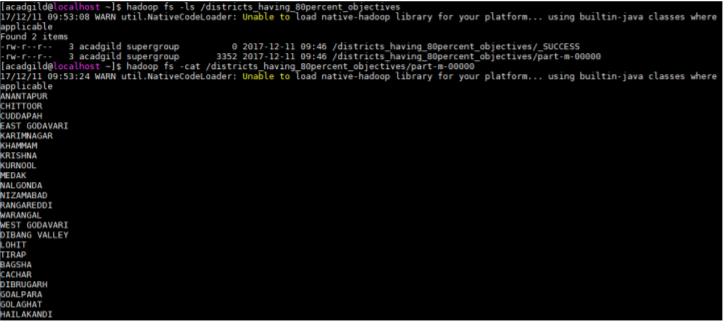 [acadgild@localhost ~]$ hadoop fs -ls /districts_having_80percent_objectives
17/12/11 09:53:08 WARN util.NativeCodeLoader: Unable to load native-hadoop library for your platform... using builtin-java classes where
applicable
Found 2 items
-rw-r--r--   3 acadgild supergroup          0 2017-12-11 09:46 /districts_having_80percent_objectives/_SUCCESS
-rw-r--r--   3 acadgild supergroup       3352 2017-12-11 09:46 /districts_having_80percent_objectives/part-m-00000
[acadgild@localhost ~]$ hadoop fs -cat /districts_having_80percent_objectives/part-m-00000
17/12/11 09:53:24 WARN util.NativeCodeLoader: Unable to load native-hadoop library for your platform... using builtin-java classes where
applicable
ANANTAPUR
CHITTOOR
CUDDAPAH
EAST GODAVARI
KARIMNAGAR
KHAMMAM
KRISHNA
KURNOOL
MEDAK
NALGONDA
NIZAMABAD
RANGAREDDI
WARANGAL
WEST GODAVARI
DIBANG VALLEY
LOHIT
TIRAP
BAGSHA
CACHAR
DIBRUGARH
GOALPARA
GOLAGHAT
HAILAKANDI